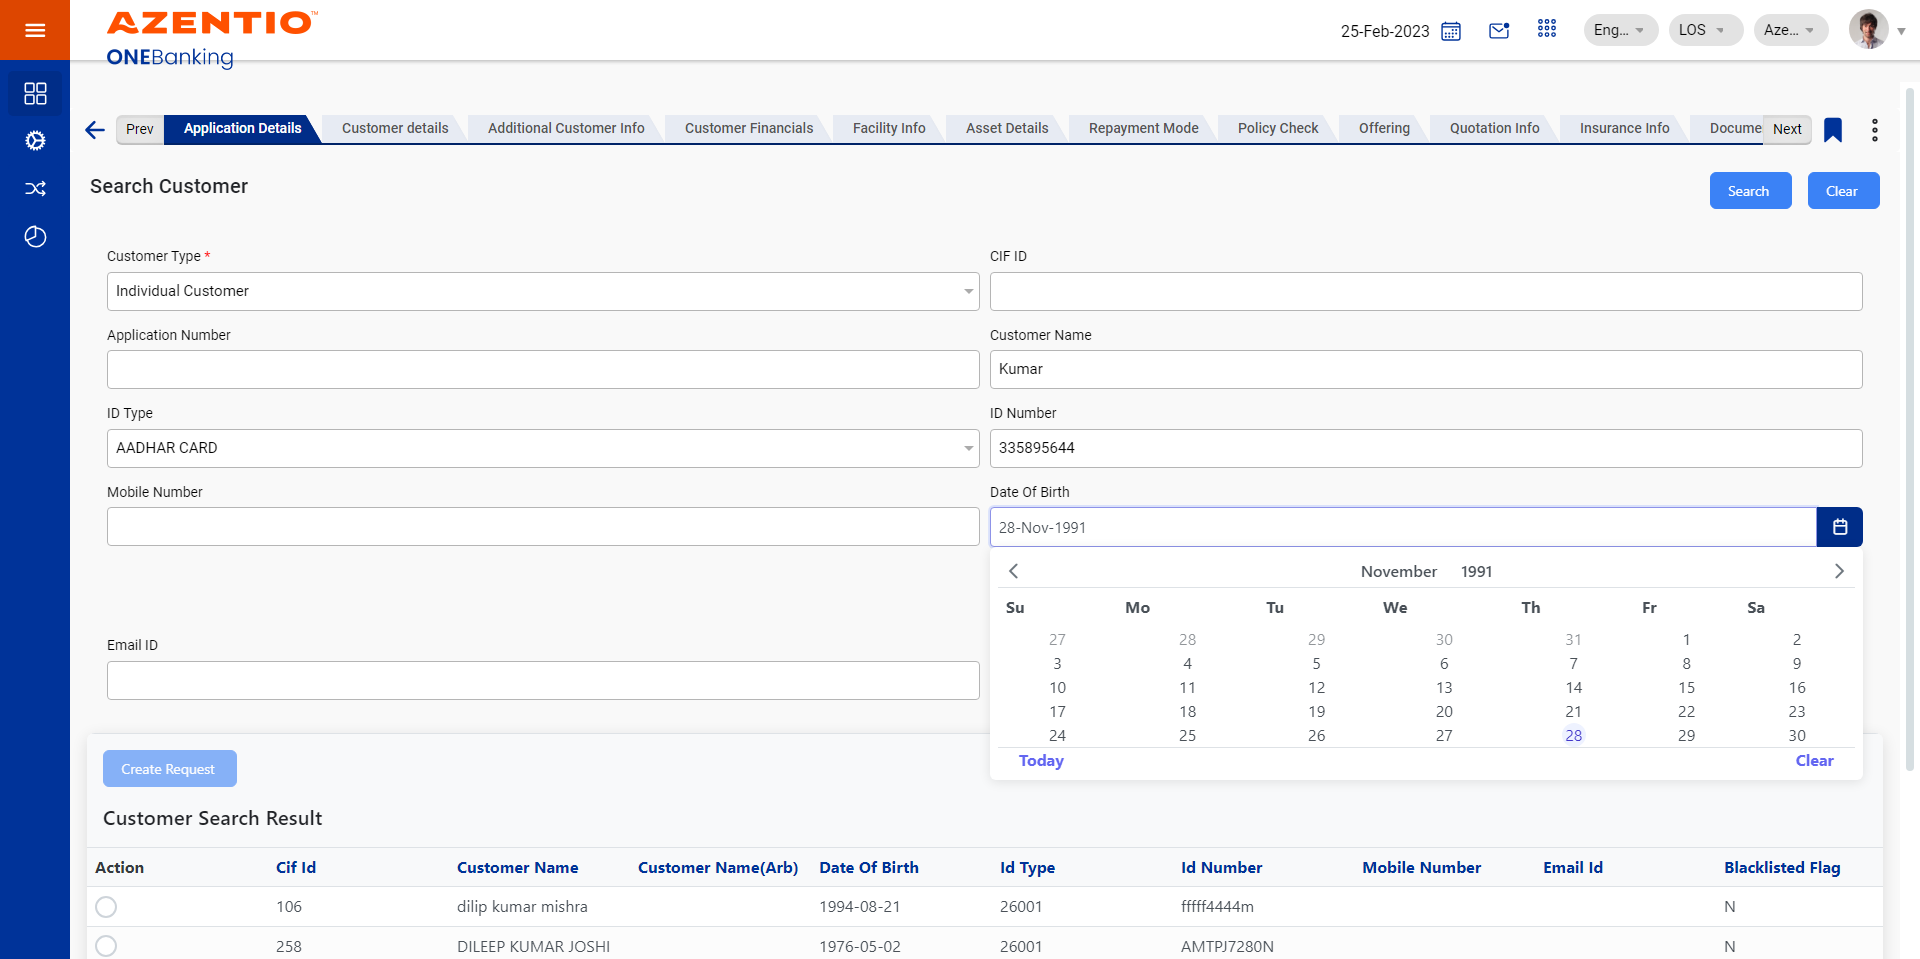 AZENTIO™
ONEBanking
25-Feb-2023
Eng...
LOS
Aze...
Prev
Application Details
Customer details
Additional Customer Info
Customer Financials
Facility Info
Asset Details
Repayment Mode
Policy Check
Offering
Quotation Info
Insurance Info
Docume
Next
Search Customer
Search
Clear
Customer Type *
CIF ID
Individual Customer
Application Number
Customer Name
Kumar
ID Type
ID Number
AADHAR CARD
335895644
Mobile Number
Date Of Birth
28-Nov-1991
November 1991
Su Mo Tu We Th Fr Sa
27 28 29 30 31 1 2
3 4 5 6 7 8 9
10 11 12 13 14 15 16
17 18 19 20 21 22 23
24 25 26 27 28 29 30
Today
Clear
Email ID
Create Request
Customer Search Result
Action Cif Id Customer Name Customer Name(Arb) Date Of Birth Id Type Id Number Mobile Number Email Id Blacklisted Flag
106 dilip kumar mishra 1994-08-21 26001 fffff4444m N
258 DILEEP KUMAR JOSHI 1976-05-02 26001 AMTPJ7280N N